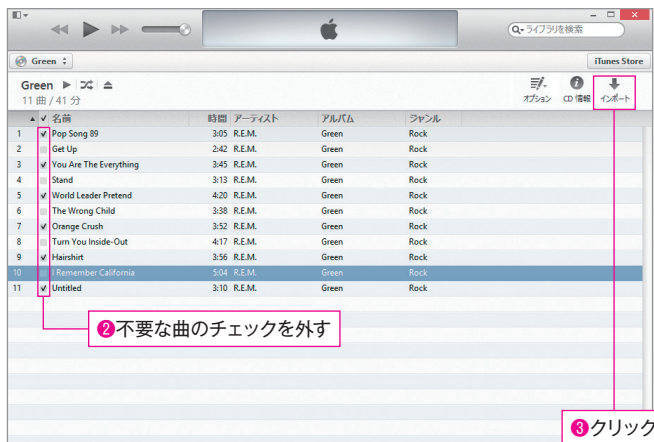 ライブラリを検索
Green
iTunes Store
Green
11 曲 / 41 分
オプション CD 情報 インポート
名前 時間 アーティスト アルバム ジャンル
1 Pop Song 89 3:05 R.E.M. Green Rock
2 Get Up 2:42 R.E.M. Green Rock
3 You Are The Everything 3:45 R.E.M. Green Rock
4 Stand 3:13 R.E.M. Green Rock
5 World Leader Pretend 4:20 R.E.M. Green Rock
6 The Wrong Child 3:38 R.E.M. Green Rock
7 Orange Crush 3:52 R.E.M. Green Rock
8 Turn You Inside-Out 4:17 R.E.M. Green Rock
9 Hairshirt 3:56 R.E.M. Green Rock
10 I Remember California 5:04 R.E.M. Green Rock
11 Untitled 3:10 R.E.M. Green Rock
❷不要な曲のチェックを外す
❸クリック